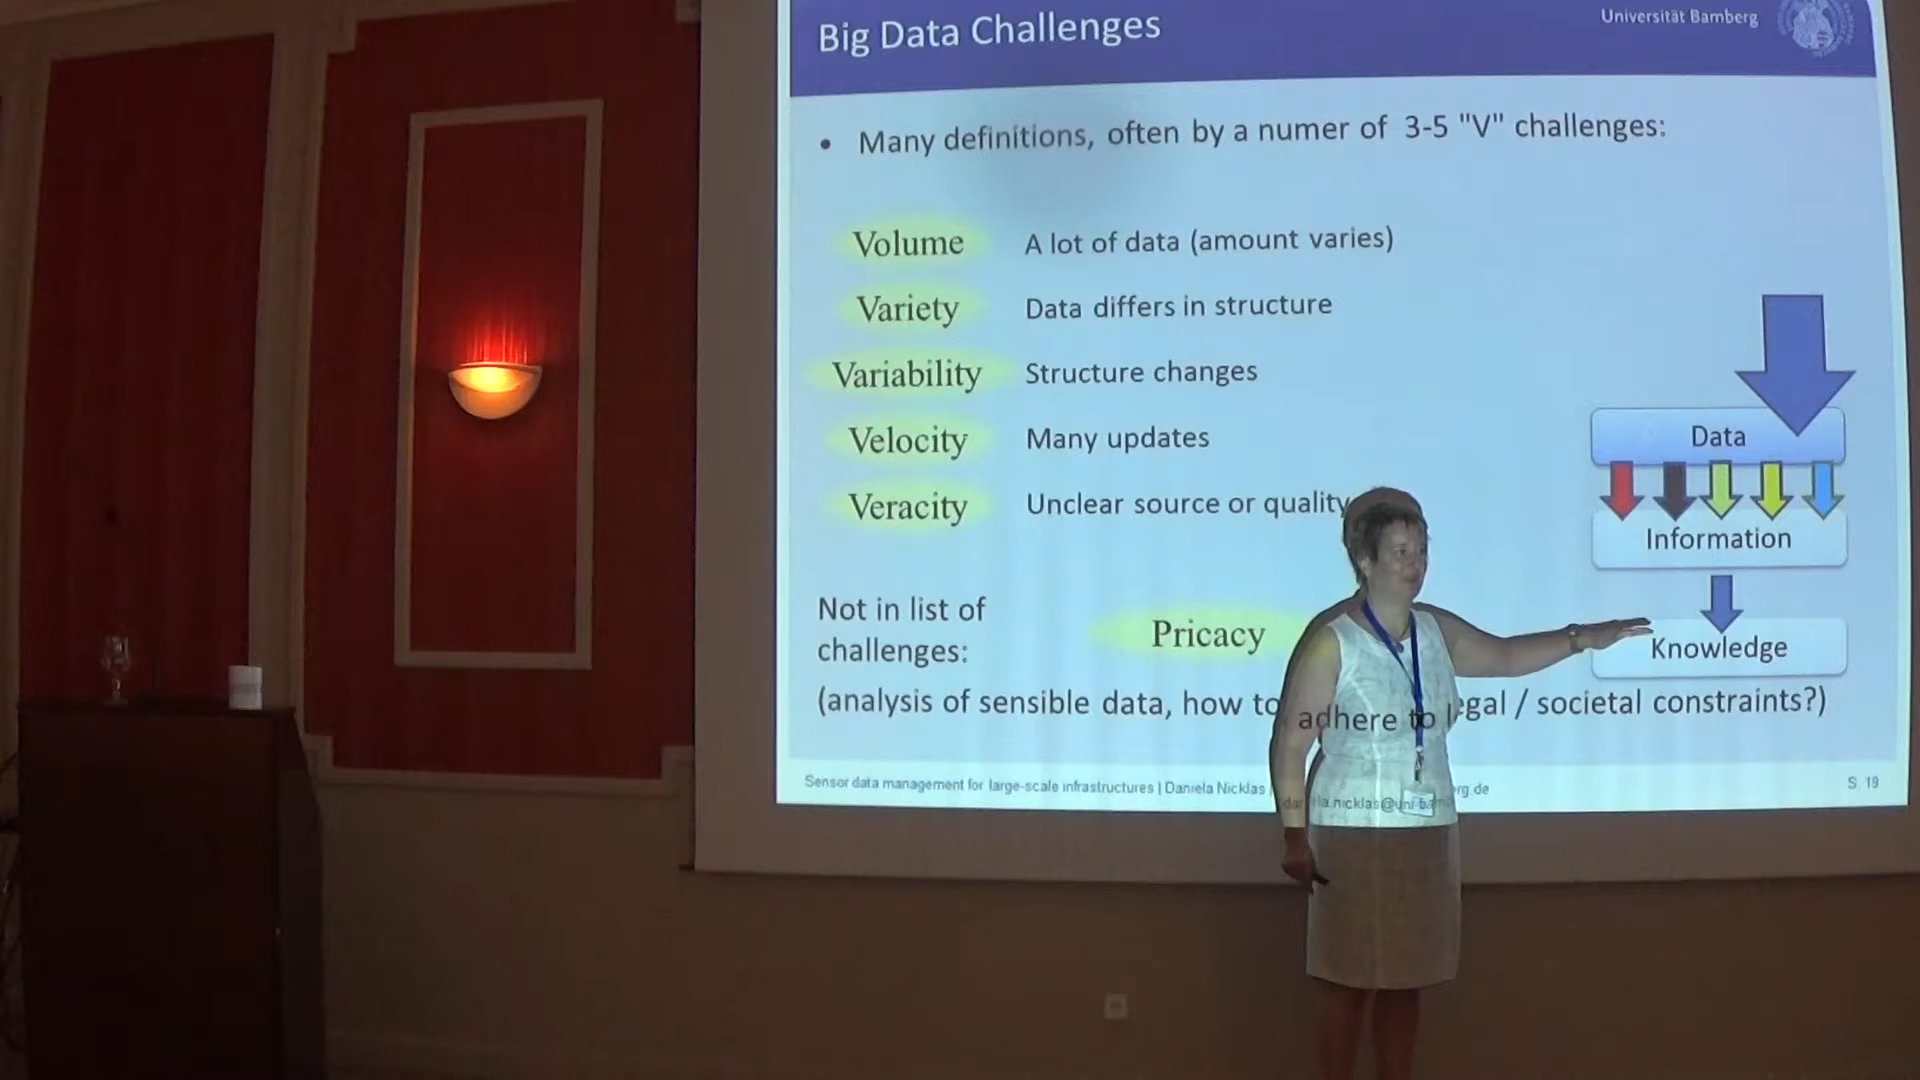 Big Data Challenges
Universität Bamberg
• Many definitions, often by a numer of 3-5 "V" challenges:
Volume A lot of data (amount varies)
Variety Data differs in structure
Variability Structure changes
Velocity Many updates
Veracity Unclear source or quality
Data
Information
Knowledge
Not in list of
challenges:
Pricacy
(analysis of sensible data, how to adhere to legal / societal constraints?)
Sensor data management for large-scale infrastructures | Daniela Nicklas
S. 19